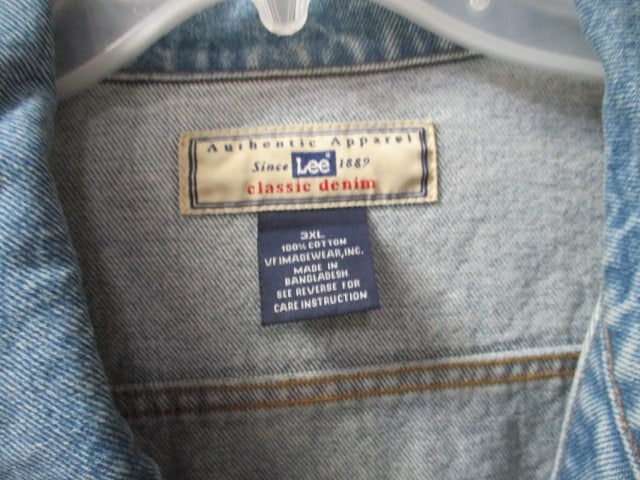 Authentic Apparel
Since Lee 1889
classic denim
3XL
100% COTTON
VF IMAGEWEAR, INC.
MADE IN
BANGLADESH
SEE REVERSE FOR
CARE INSTRUCTION